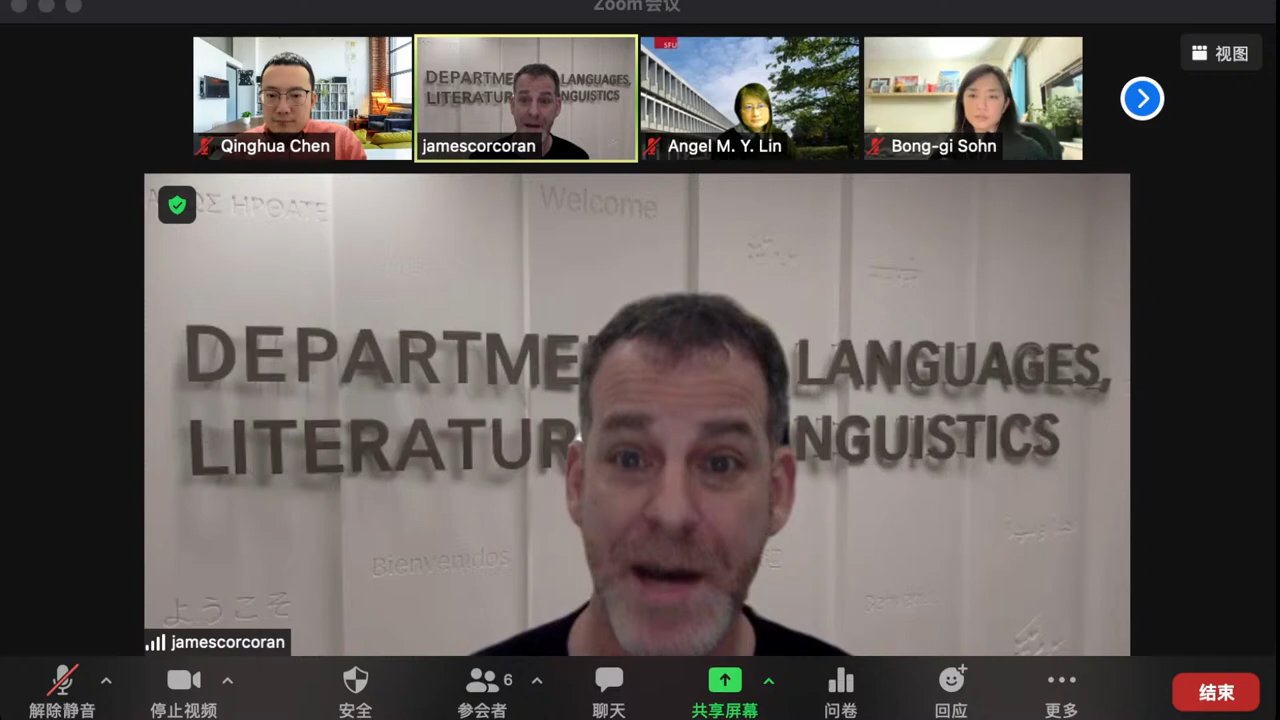 Zoom会议
SFU
DEPARTME LANGUAGES,
LITERATUR NGUISTICS
Qinghua Chen
jamescorcoran
Angel M. Y. Lin
Bong-gi Sohn
视图
ΗΡΘΑΤΕ
Welcome
DEPARTME LANGUAGES,
LITERATUR NGUISTICS
Bienvenidos
ようこそ
jamescorcoran
解除静音
停止视频
安全
6
参会者
聊天
共享屏幕
问卷
回应
更多
结束